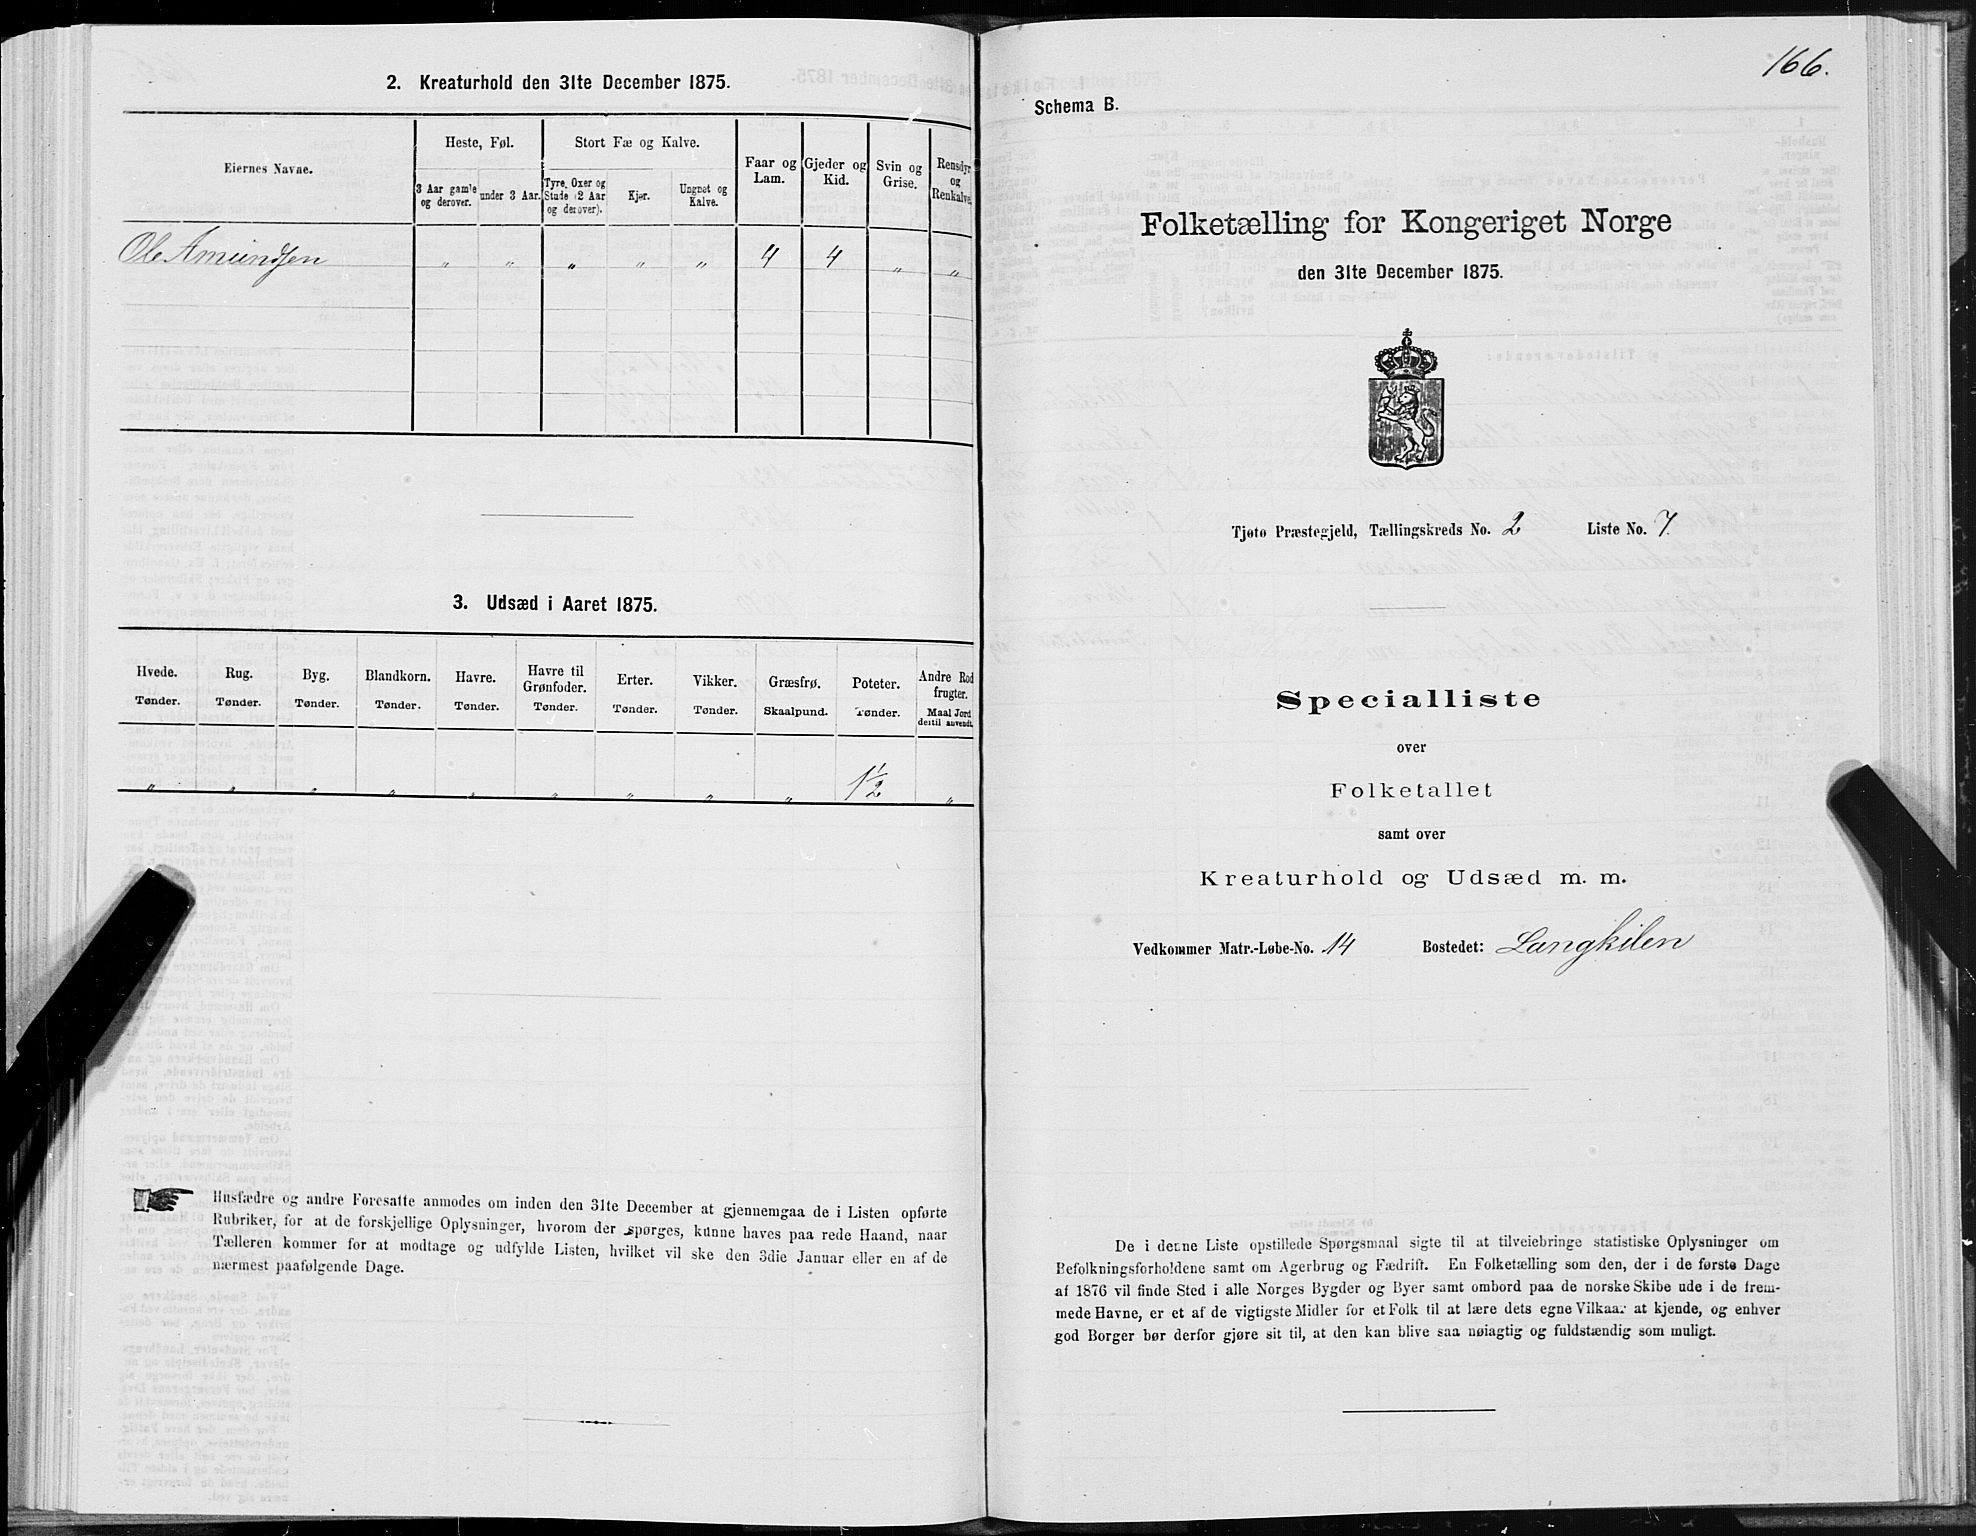 2. Kreaturhold den 31te December 1875.
Eiernes Navne.
Heste, Føl.
Stort Fæ og Kalve.
Faar og
Lam.
Gjeder og
Kid.
Svin og
Grise.
Rensdyr
og
Renkalve.
3 Aar gamle
og derover.
under 3 Aar.
Tyre, Oxer og
Stude (2 Aar
og derover).
Kjør.
Ungnøt og
Kalve.
Ole Amundsen " " " " " 4 4 " "
3. Udsæd i Aaret 1875.
Hvede. Rug. Byg. Blandkorn. Havre. Havre til Grønfoder. Erter. Vikker. Græsfrø. Poteter. Andre Rod frugter.
Tønder. Tønder. Tønder. Tønder. Tønder. Tønder. Tønder. Tønder. Skaalpund. Tønder. Maal Jord dertil anvendt.
" " " " " " " " " 1½ "
Husfædre og andre Foresatte anmodes om inden den 31te December at gjennemgaa de i Listen opførte
Rubriker, for at de forskjellige Oplysninger, hvorom der spørges, kunne haves paa rede Haand, naar
Tælleren kommer for at modtage og udfylde Listen, hvilket vil ske den 3die Januar eller en af de
nærmest paafølgende Dage.
166.
Schema B.
Folketælling for Kongeriget Norge
den 31te December 1875.
Tjøtø Præstegjeld, Tællingskreds No. 2 Liste No. 7.
Specialliste
over
Folketallet
samt over
Kreaturhold og Udsæd m. m.
Vedkommer Matr.-Løbe-No. 14 Bostedet: Langkilen
De i denne Liste opstillede Spørgsmaal sigte til at tilveiebringe statistiske Oplysninger om
Befolkningsforholdene samt om Agerbrug og Fædrift. En Folketælling som den, der i de første Dage
af 1876 vil finde Sted i alle Norges Bygder og Byer samt ombord paa de norske Skibe ude i de frem-
mede Havne, er et af de vigtigste Midler for et Folk til at lære dets egne Vilkaar at kjende, og enhver
god Borger bør derfor gjøre sit til, at den kan blive saa nøiagtig og fuldstændig som muligt.